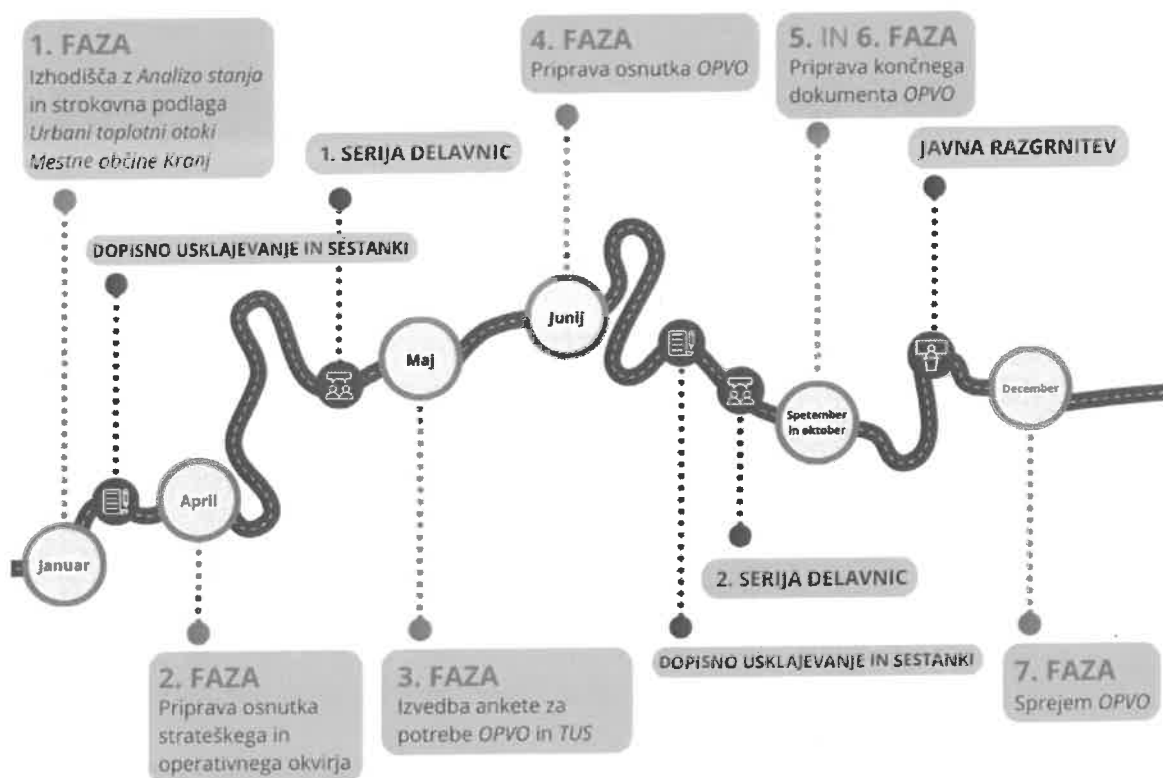 1. FAZA
Izhodišča z Analizo stanja
in strokovna podlaga
Urbani toplotni otoki
Mestne občine Kranj
4. FAZA
Priprava osnutka OPVO
5. IN 6. FAZA
Priprava končnega
dokumenta OPVO
1. SERIJA DELAVNIC
JAVNA RAZGRNITEV
DOPISNO USKLAJEVANJE IN SESTANKI
Januar
April
Maj
Junij
Spetember
in oktober
December
2. SERIJA DELAVNIC
DOPISNO USKLAJEVANJE IN SESTANKI
2. FAZA
Priprava osnutka
strateškega in
operativnega okvirja
3. FAZA
Izvedba ankete za
potrebe OPVO in TUS
7. FAZA
Sprejem OPVO